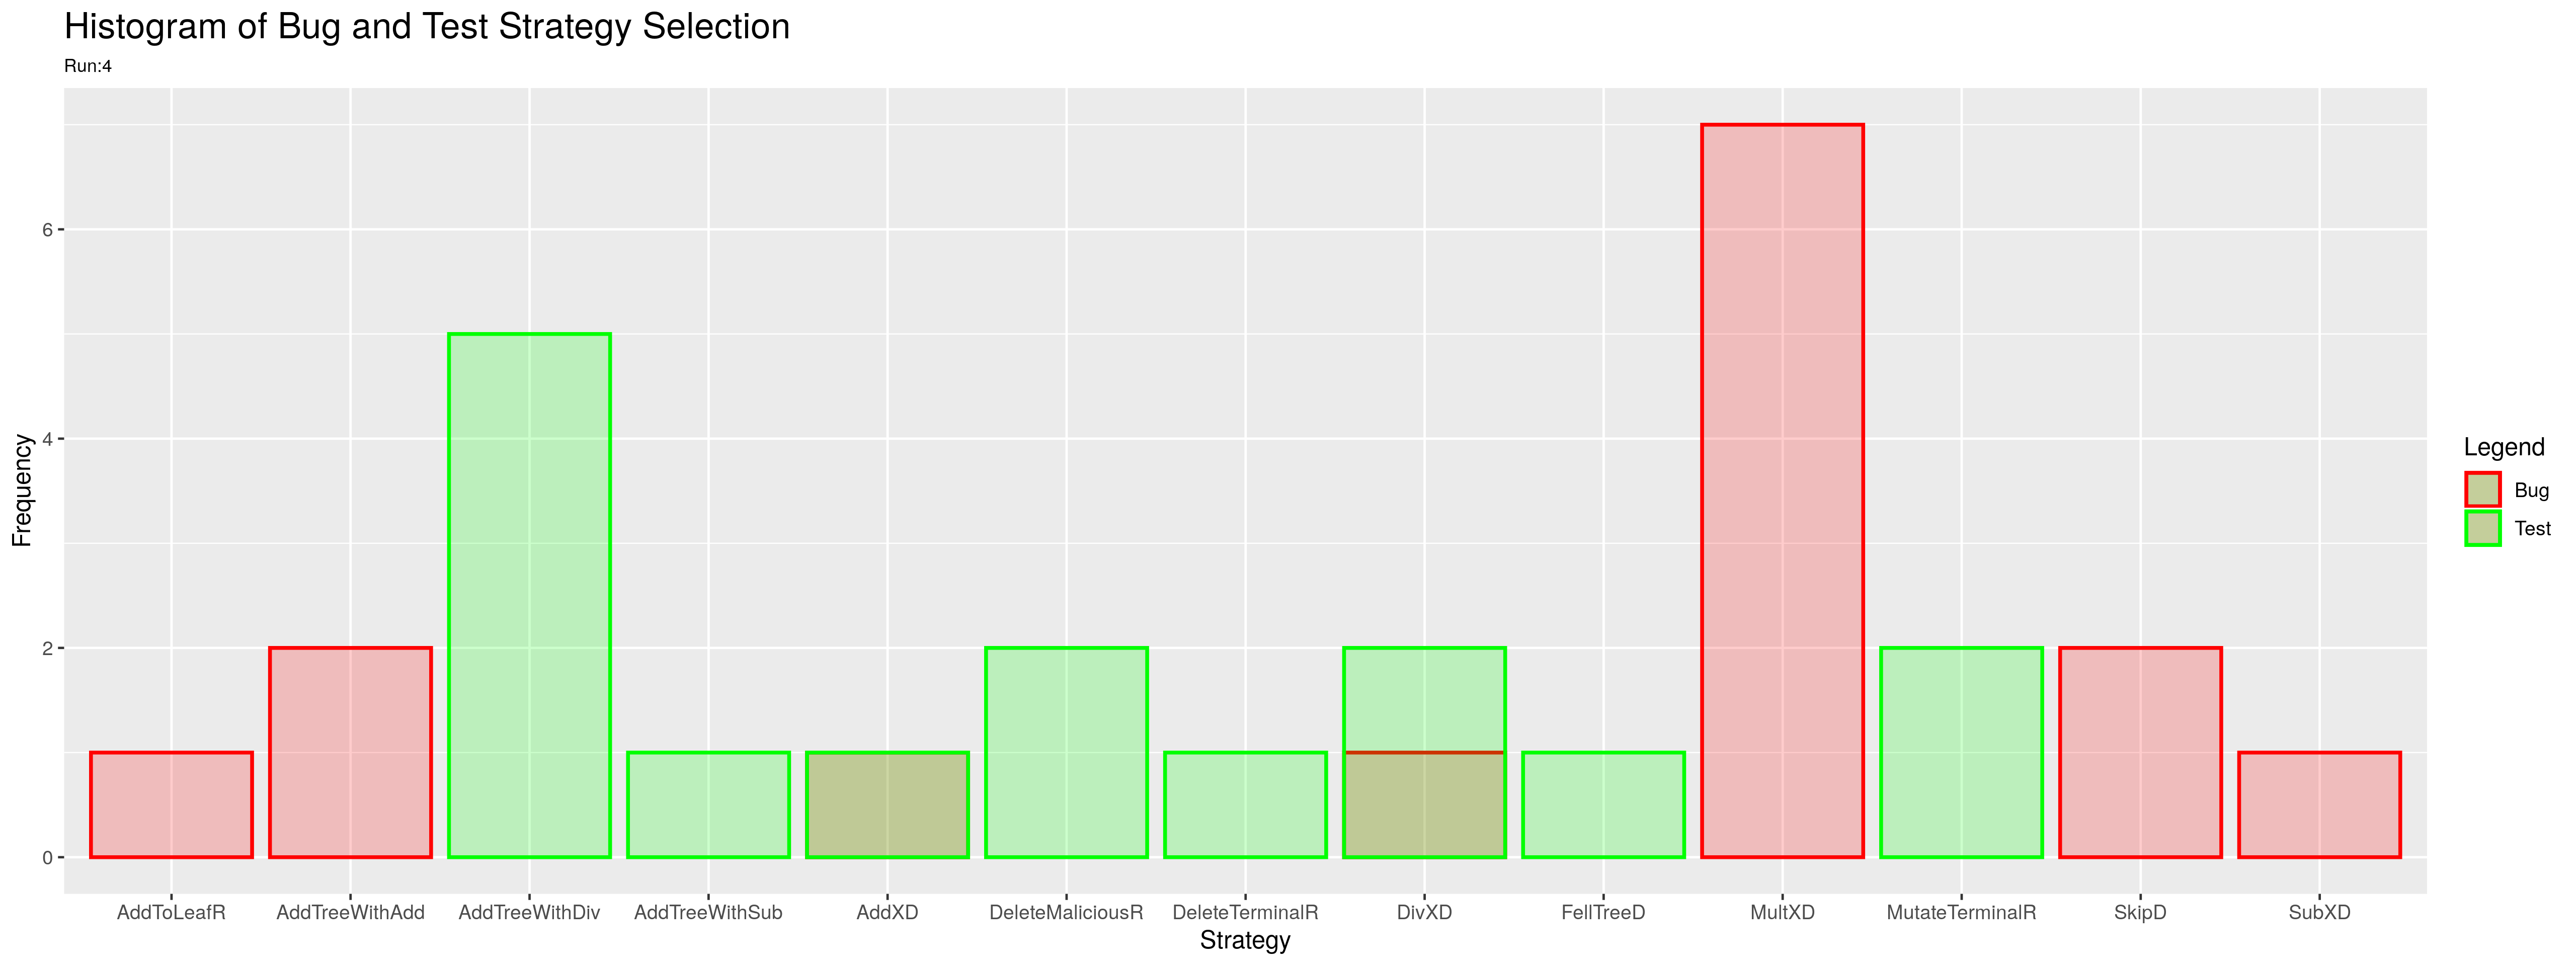 Histogram of Bug and Test Strategy Selection
Run:4
Frequency
6
4
2
0
AddToLeafR AddTreeWithAdd AddTreeWithDiv AddTreeWithSub AddXD DeleteMaliciousR DeleteTerminalR DivXD FellTreeD MultXD MutateTerminalR SkipD SubXD
Strategy
Legend
Bug
Test